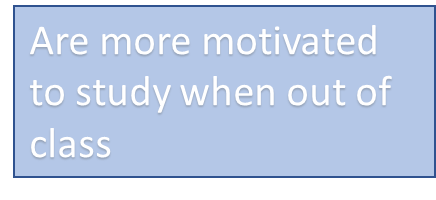 Are more motivated
to study when out of
class